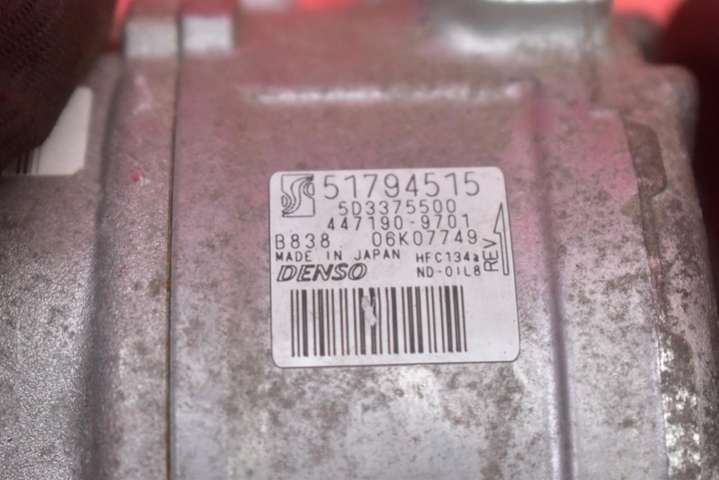 51794515
5D3375500
447190-9701
B838 06K07749
MADE IN JAPAN HFC134a
DENSO ND-OIL8
REV